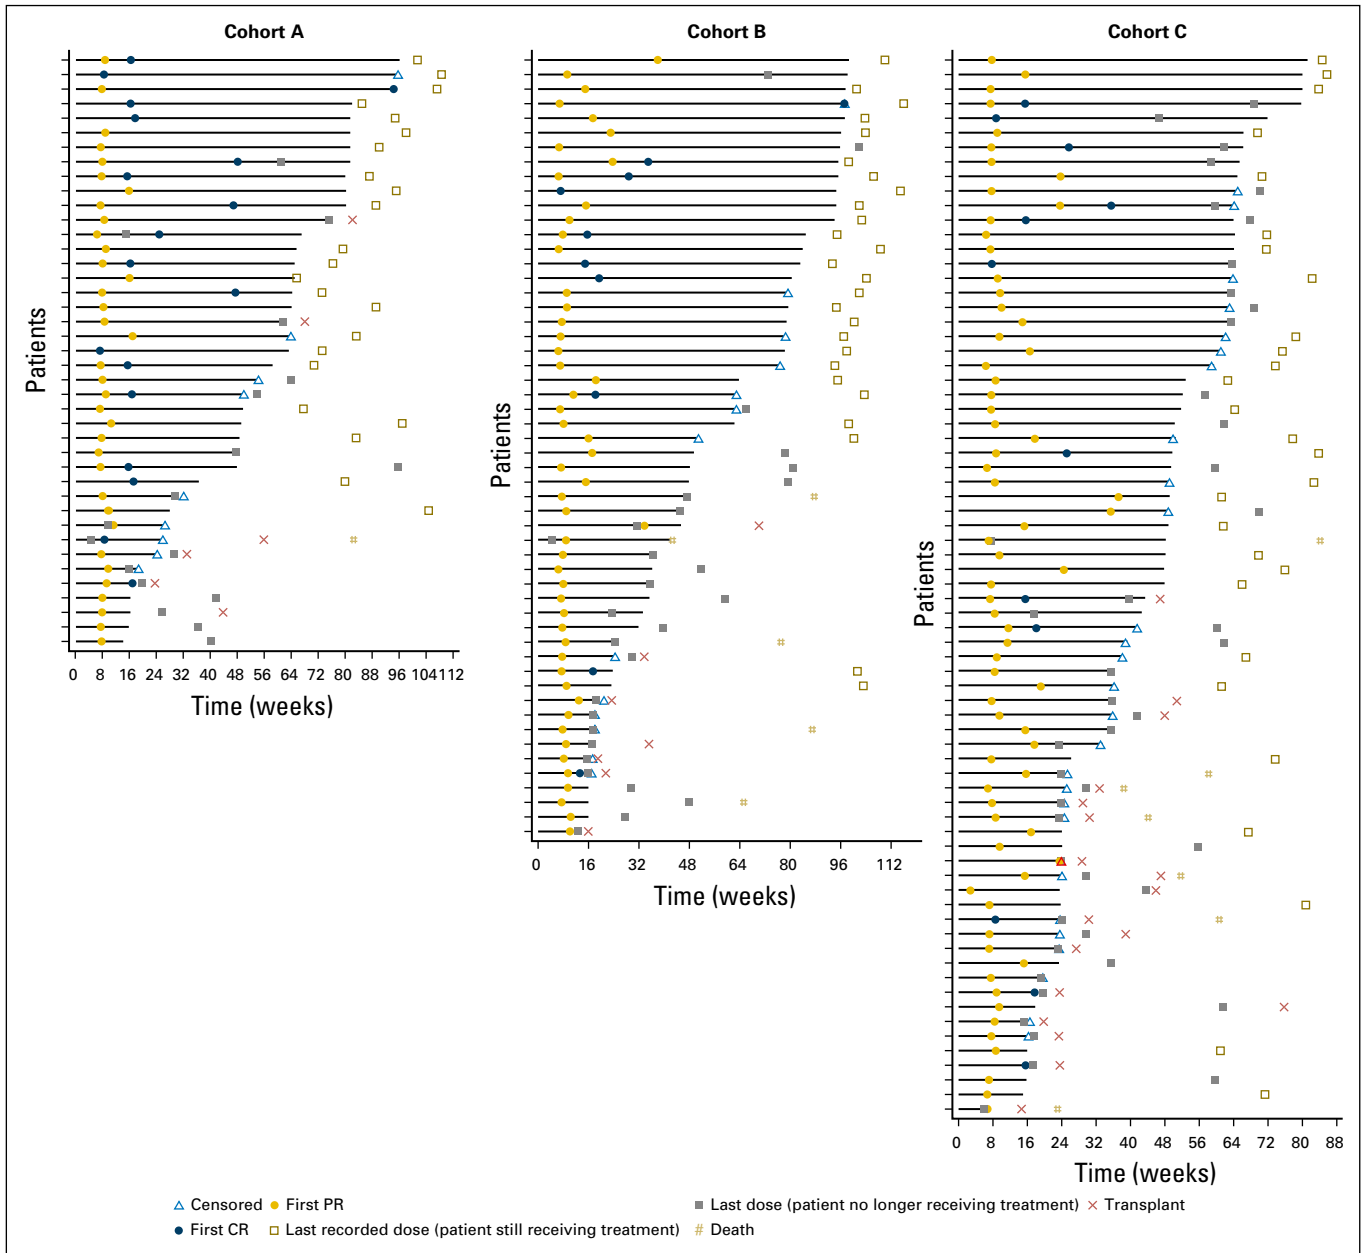 Cohort A
Cohort B
Cohort C
Patients
0 8 16 24 32 40 48 56 64 72 80 88 96 104 112
Time (weeks)
Patients
0 16 32 48 64 80 96 112
Time (weeks)
Patients
0 8 16 24 32 40 48 56 64 72 80 88
Time (weeks)
Censored First PR Last dose (patient no longer receiving treatment) Transplant
First CR Last recorded dose (patient still receiving treatment) # Death